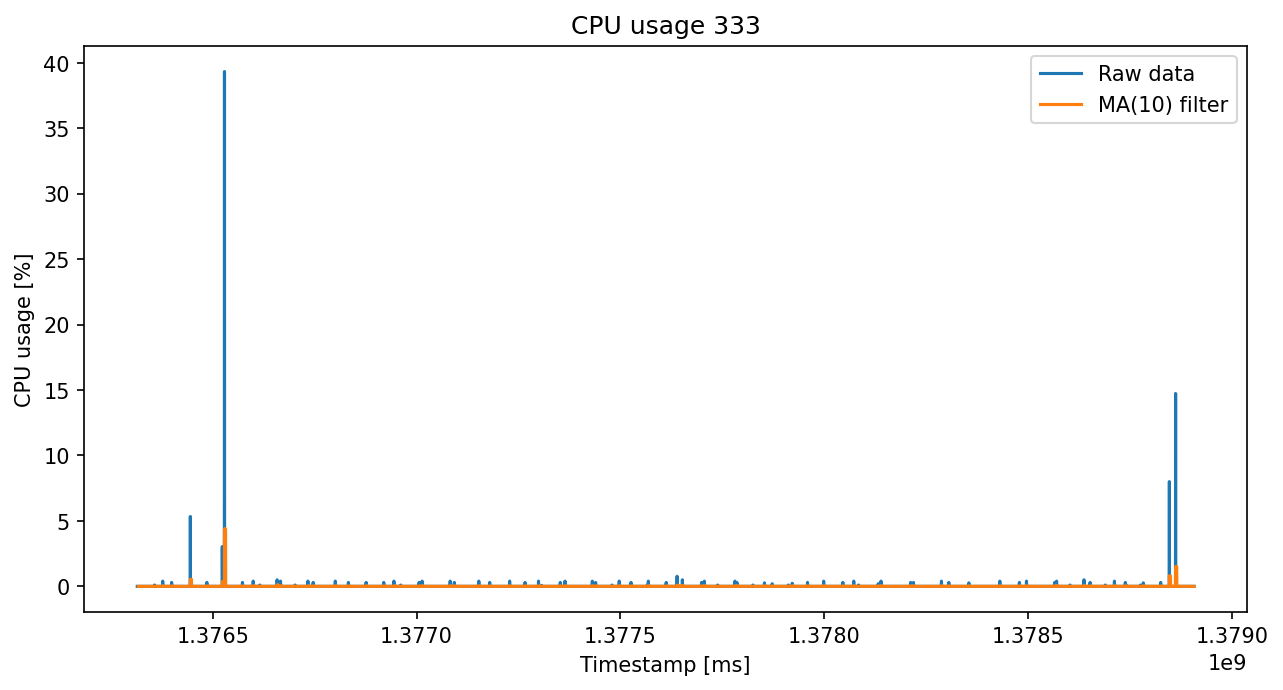 CPU usage 333
Raw data
MA(10) filter
CPU usage [%]
40
35
30
25
20
15
10
5
0
1.3765 1.3770 1.3775 1.3780 1.3785 1.3790
1e9
Timestamp [ms]